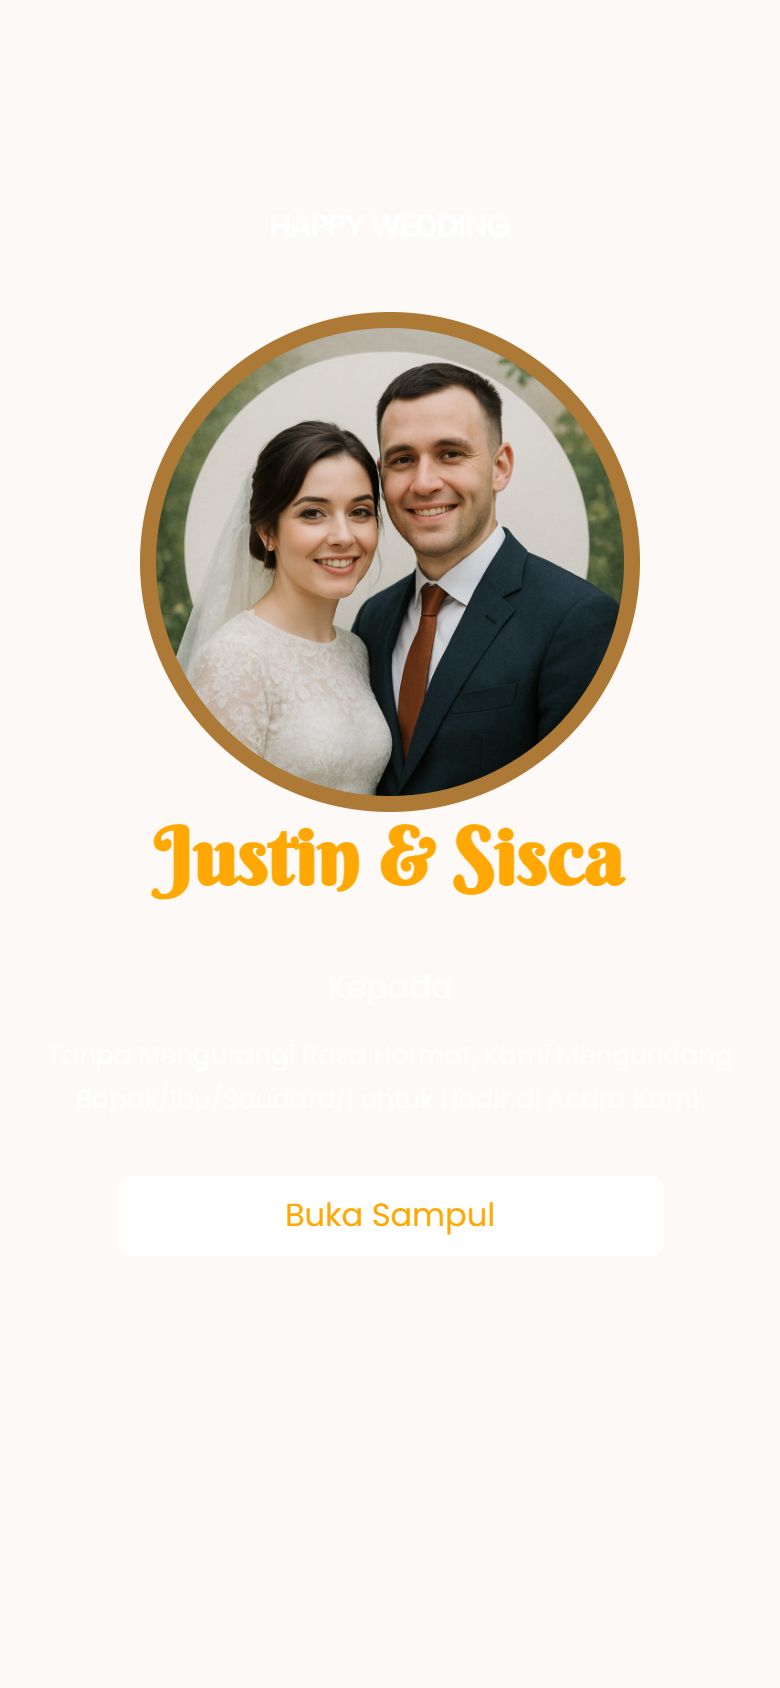 HAPPY WEDDING
Justin & Sisca
Kepada
Tanpa Mengurangi Rasa Hormat, Kami Mengundang
Bapak/Ibu/Saudara/i untuk Hadir di Acara Kami.
Buka Sampul